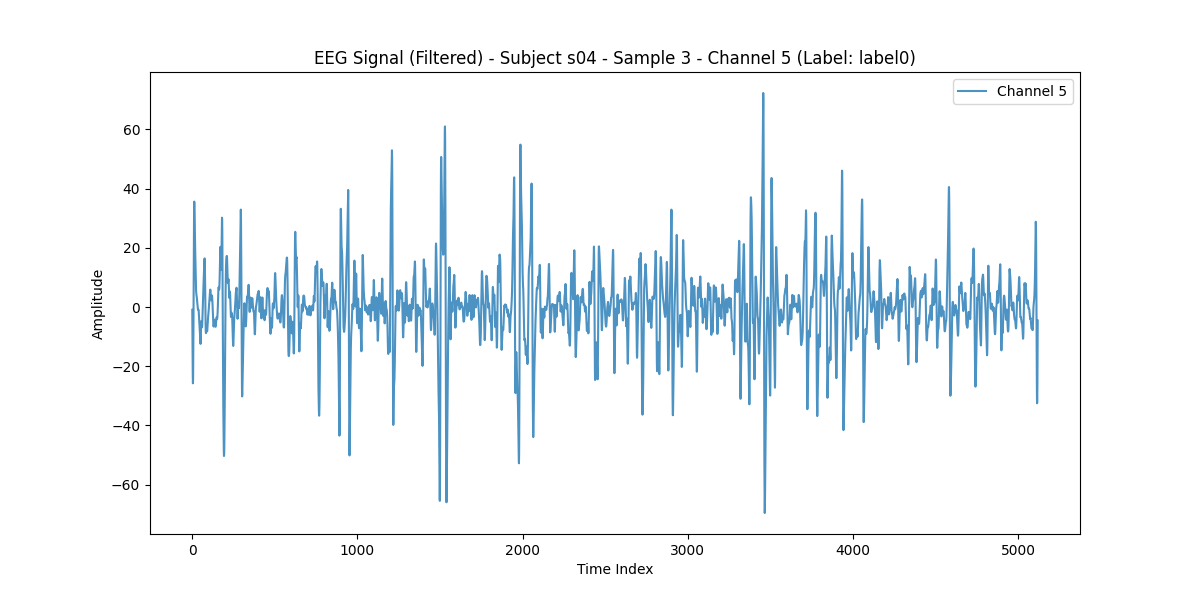 EEG Signal (Filtered) - Subject s04 - Sample 3 - Channel 5 (Label: label0)
Channel 5
60
40
20
0
−20
−40
−60
Amplitude
0 1000 2000 3000 4000 5000
Time Index